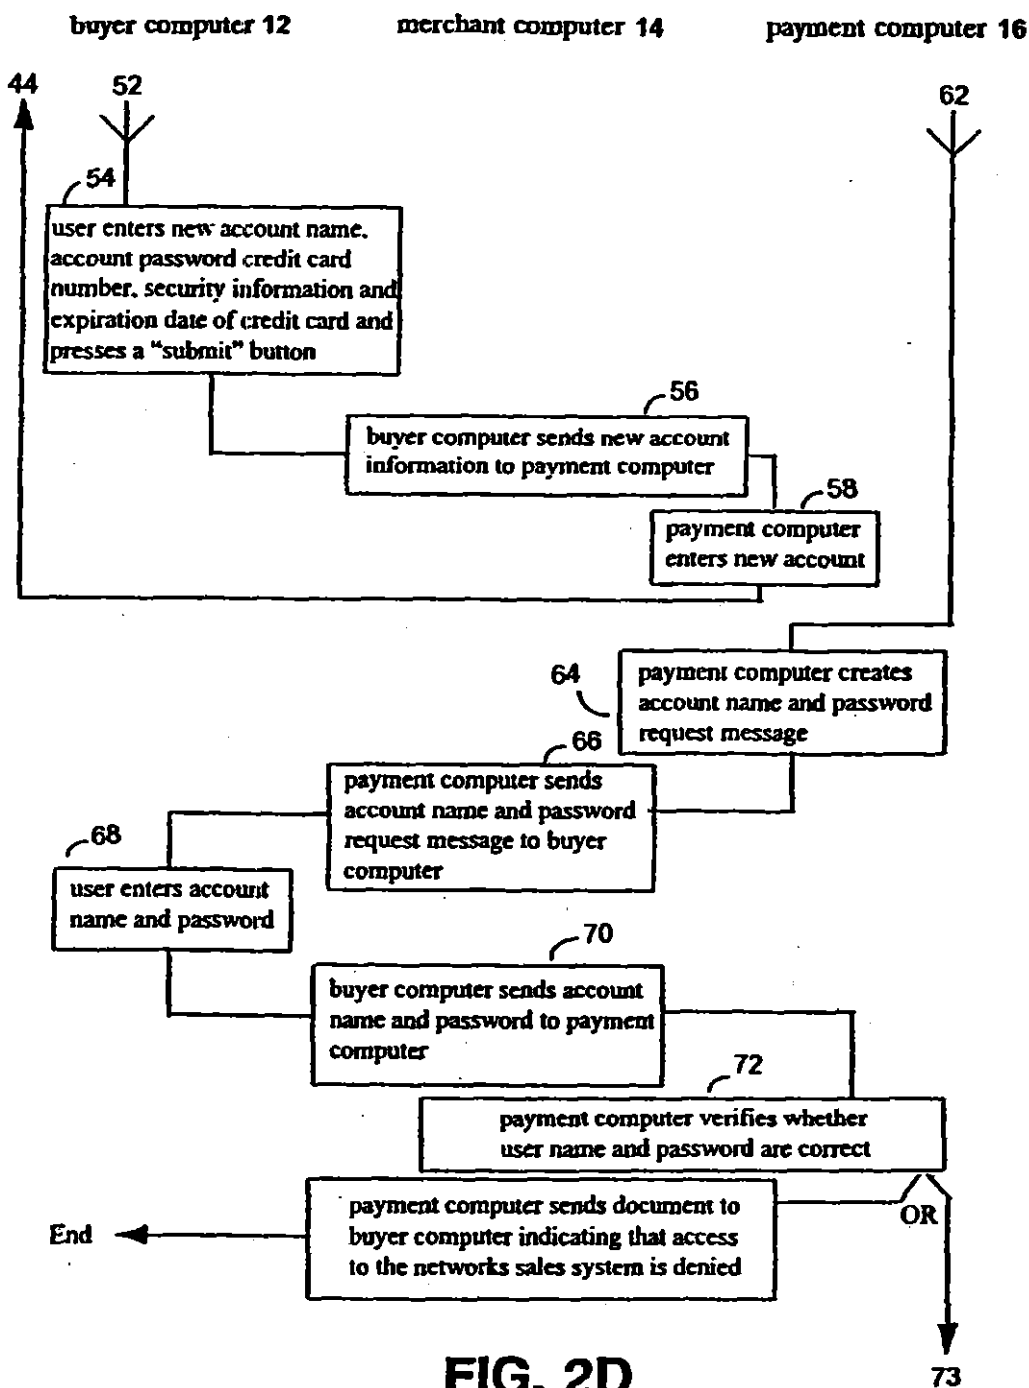 buyer computer 12 merchant computer 14 payment computer 16
44 52 62
54
user enters new account name,
account password credit card
number, security information and
expiration date of credit card and
presses a "submit" button
56
buyer computer sends new account
information to payment computer
58
payment computer
enters new account
64
payment computer creates
account name and password
request message
66
payment computer sends
account name and password
request message to buyer
computer
68
user enters account
name and password
70
buyer computer sends account
name and password to payment
computer
72
payment computer verifies whether
user name and password are correct
OR
payment computer sends document to
buyer computer indicating that access
to the networks sales system is denied
End
73
FIG. 2D